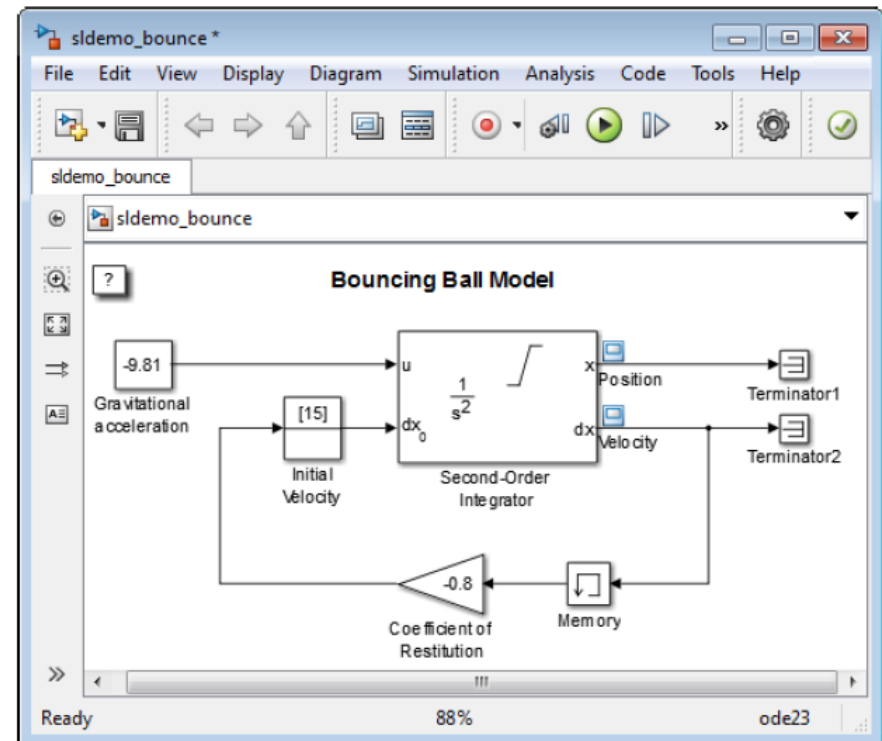 sldemo_bounce *
File Edit View Display Diagram Simulation Analysis Code Tools Help
»
sldemo_bounce
sldemo_bounce
?
Bouncing Ball Model
-9.81
Gravitational
acceleration
[15]
Initial
Velocity
u
dx0
1
s2
x
dx
Second-Order
Integrator
Position
Velocity
Terminator1
Terminator2
-0.8
Coefficient of
Restitution
Memory
A
»
Ready 88% ode23